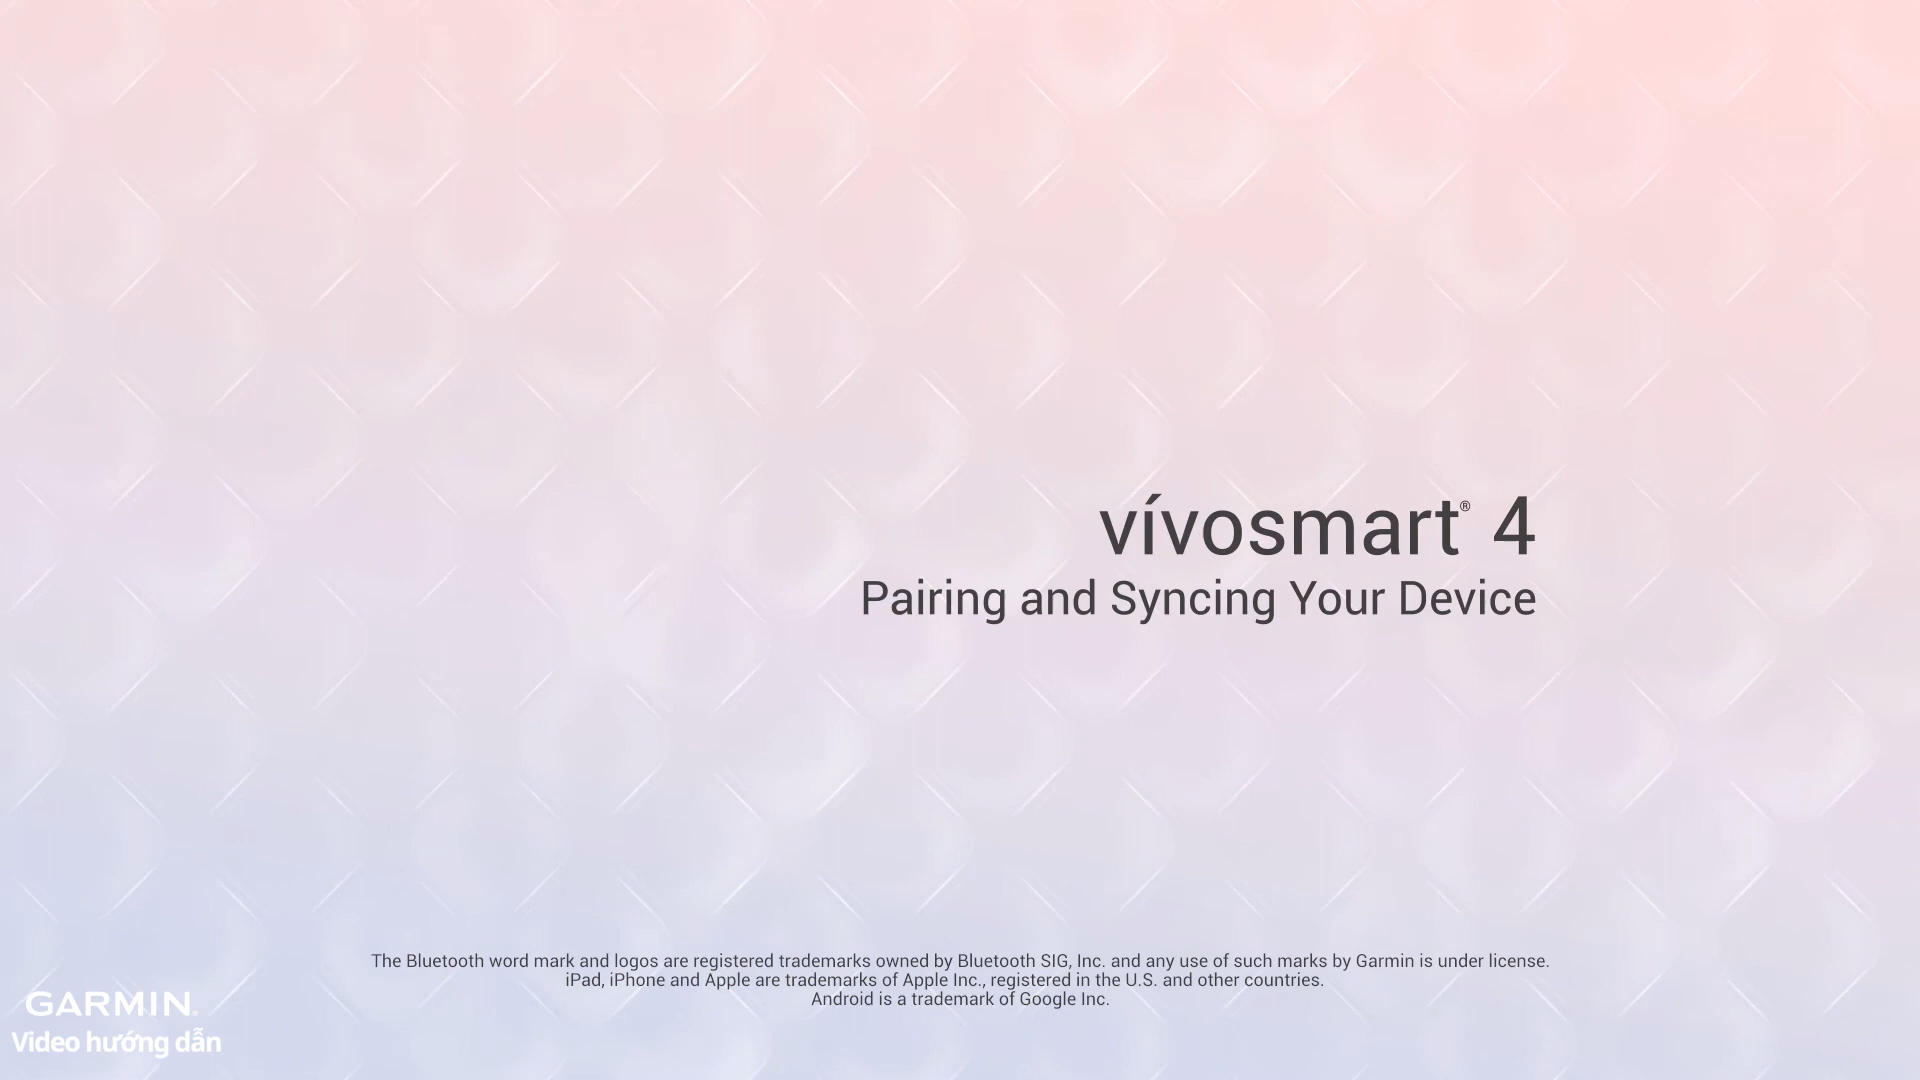 vívosmart® 4
Pairing and Syncing Your Device
The Bluetooth word mark and logos are registered trademarks owned by Bluetooth SIG, Inc. and any use of such marks by Garmin is under license.
iPad, iPhone and Apple are trademarks of Apple Inc., registered in the U.S. and other countries.
Android is a trademark of Google Inc.
GARMIN®
Video hướng dẫn